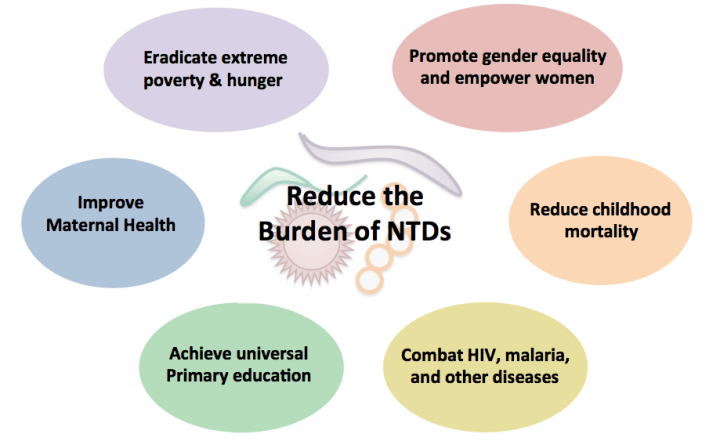 Eradicate extreme
poverty & hunger
Promote gender equality
and empower women
Improve
Maternal Health
Reduce the
Burden of NTDs
Reduce childhood
mortality
Achieve universal
Primary education
Combat HIV, malaria,
and other diseases